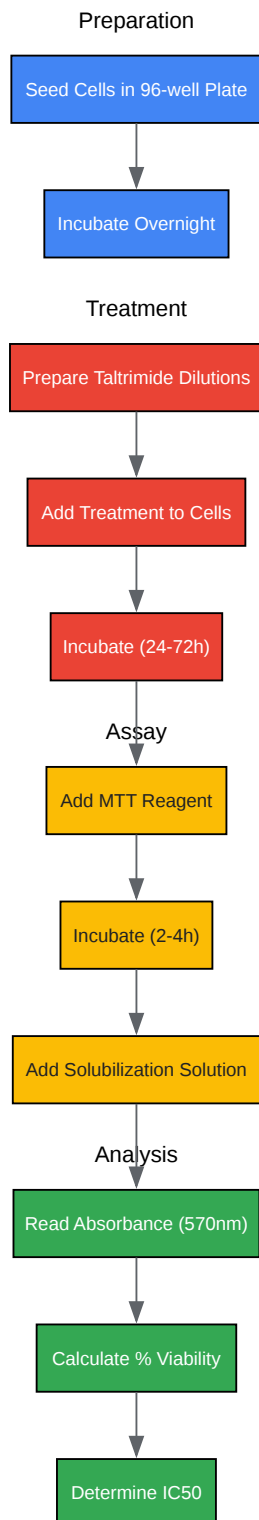 Preparation
Seed Cells in 96-well Plate
Incubate Overnight
Treatment
Prepare Taltrimide Dilutions
Add Treatment to Cells
Incubate (24-72h)
Assay
Add MTT Reagent
Incubate (2-4h)
Add Solubilization Solution
Analysis
Read Absorbance (570nm)
Calculate % Viability
Determine IC50